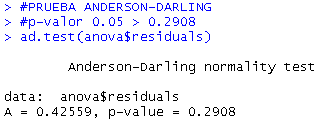 > #PRUEBA ANDERSON-DARLING
> #p-valor 0.05 > 0.2908
> ad.test(anova$residuals)
Anderson-Darling normality test
data:  anova$residuals
A = 0.42559, p-value = 0.2908